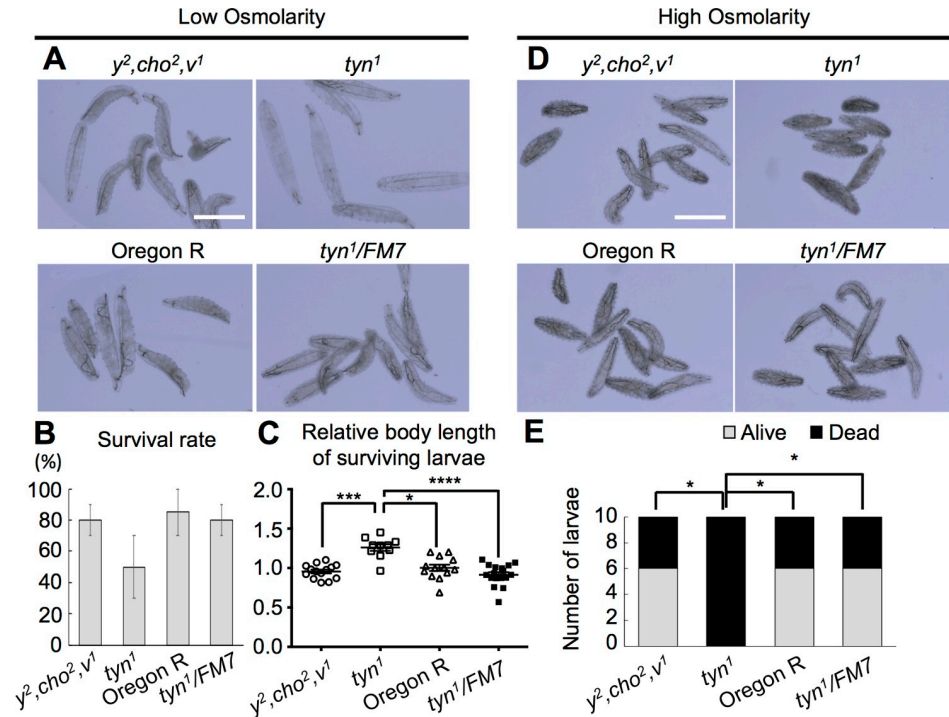 Low Osmolarity
High Osmolarity
A
y²,cho²,v¹
tyn¹
Oregon R
tyn¹/FM7
D
y²,cho²,v¹
tyn¹
Oregon R
tyn¹/FM7
B
Survival rate
(%)
100
80
60
40
20
0
y²,cho²,v¹
tyn¹
Oregon R
tyn¹/FM7
C
Relative body length
of surviving larvae
***
****
*
2.0
1.5
1.0
0.5
0.0
y²,cho²,v¹
tyn¹
Oregon R
tyn¹/FM7
E
Alive
Dead
*
*
*
Number of larvae
10
8
6
4
2
0
y²,cho²,v¹
tyn¹
Oregon R
tyn¹/FM7